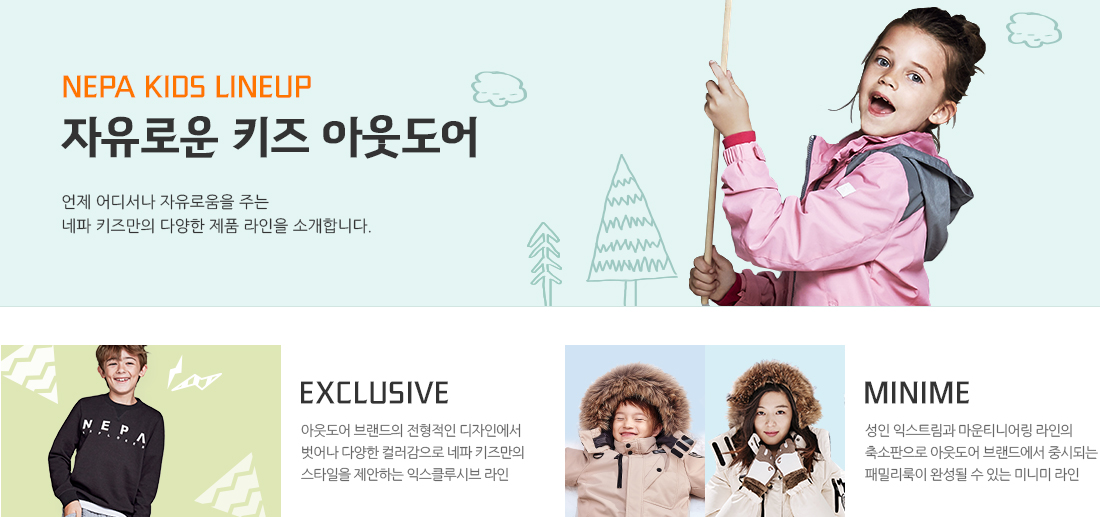 NEPA KIDS LINEUP
자유로운 키즈 아웃도어
언제 어디서나 자유로움을 주는
네파 키즈만의 다양한 제품 라인을 소개합니다.
NEPA
EXCLUSIVE
아웃도어 브랜드의 전형적인 디자인에서
벗어나 다양한 컬러감으로 네파 키즈만의
스타일을 제안하는 익스클루시브 라인
MINIME
성인 익스트림과 마운티니어링 라인의
축소판으로 아웃도어 브랜드에서 중시되는
패밀리룩이 완성될 수 있는 미니미 라인